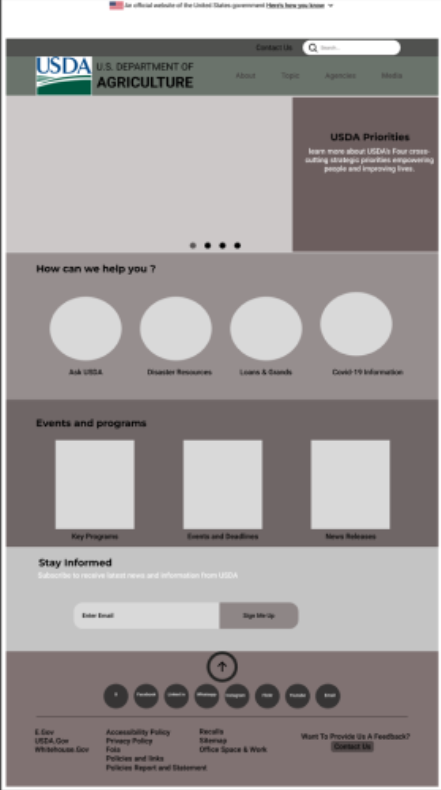 An official website of the United States government Here's how you know
Contact Us
Search...
USDA
U.S. DEPARTMENT OF
AGRICULTURE
About Topic Agencies Media
USDA Priorities
learn more about USDA's Four cross-
cutting strategic priorities empowering
people and improving lives.
How can we help you ?
Ask USDA Disaster Resources Loans & Grands Covid-19 Information
Events and programs
Key Programs Events and Deadlines News Releases
Stay Informed
Subscribe to receive latest news and information from USDA
Enter Email Sign Me Up
X Facebook Linked In Whatsapp Instagram Youtube Email
E.Gov
USDA.Gov
Whitehouse.Gov
Accessibility Policy
Privacy Policy
Foia
Policies and links
Policies Report and Statement
Recalls
Sitemap
Office Space & Work
Want To Provide Us A Feedback?
Contact Us